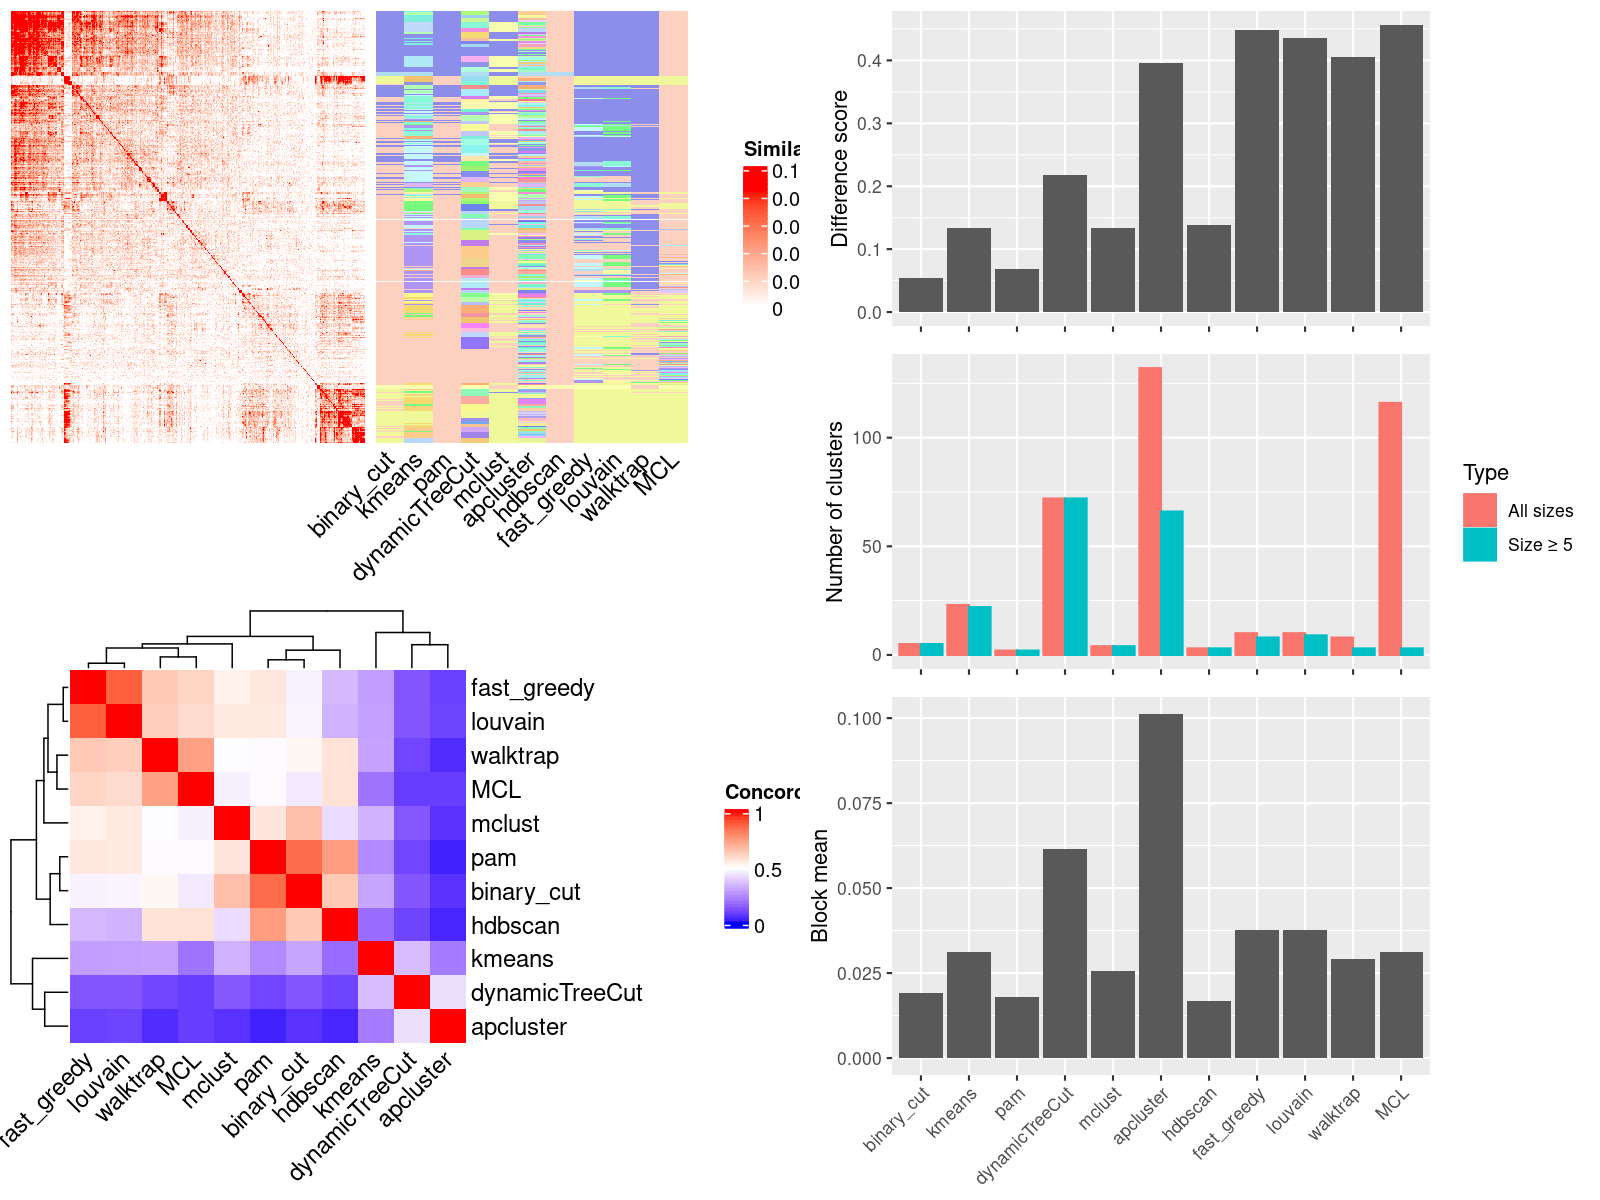 Simila
0.1
0.0
0.0
0.0
0.0
0
binary_cut
kmeans
pam
dynamicTreeCut
mclust
apcluster
hdbscan
fast_greedy
louvain
walktrap
MCL
fast_greedy
louvain
walktrap
MCL
mclust
pam
binary_cut
hdbscan
kmeans
dynamicTreeCut
apcluster
fast_greedy
louvain
walktrap
MCL
mclust
pam
binary_cut
hdbscan
kmeans
dynamicTreeCut
apcluster
Concord
1
0.5
0
Difference score
0.4
0.3
0.2
0.1
0.0
Number of clusters
100
50
0
Type
All sizes
Size ≥ 5
Block mean
0.100
0.075
0.050
0.025
0.000
binary_cut
kmeans
pam
dynamicTreeCut
mclust
apcluster
hdbscan
fast_greedy
louvain
walktrap
MCL